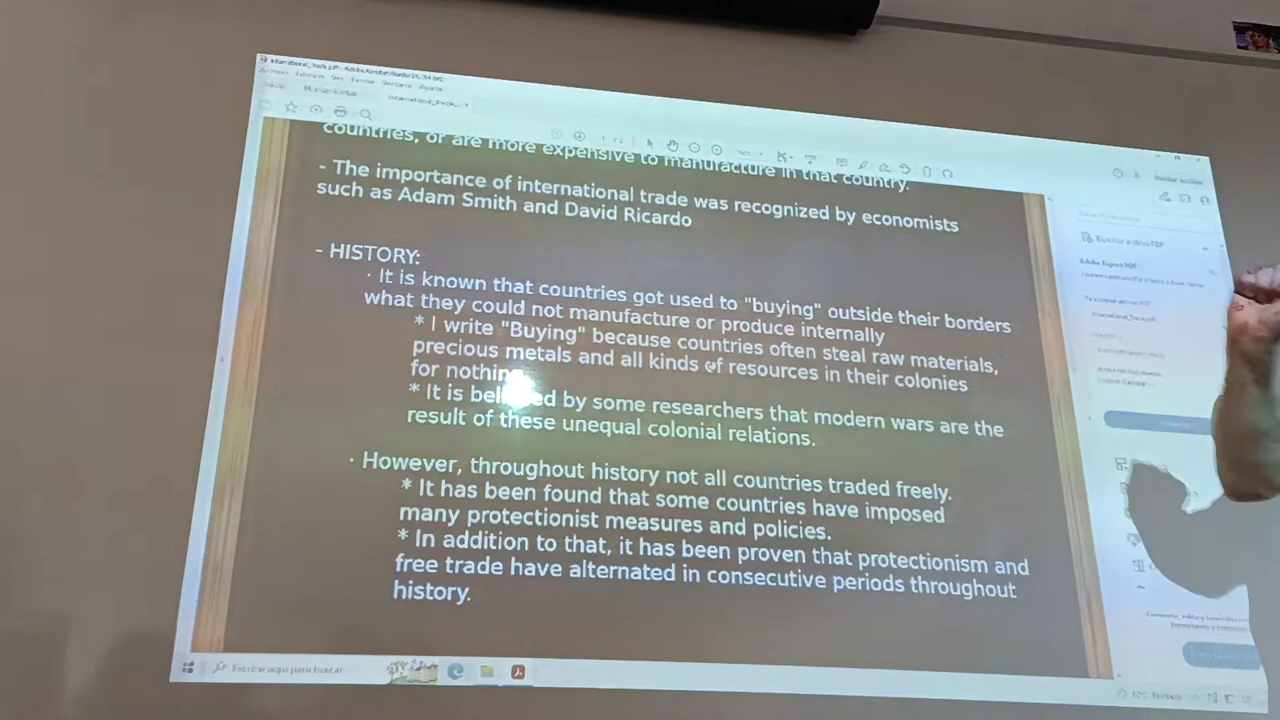 countries, or are more expensive to manufacture in that country.
- The importance of international trade was recognized by economists
such as Adam Smith and David Ricardo
- HISTORY:
· It is known that countries got used to "buying" outside their borders
what they could not manufacture or produce internally
* I write "Buying" because countries often steal raw materials,
precious metals and all kinds of resources in their colonies
for nothing
* It is believed by some researchers that modern wars are the
result of these unequal colonial relations.
· However, throughout history not all countries traded freely.
* It has been found that some countries have imposed
many protectionist measures and policies.
* In addition to that, it has been proven that protectionism and
free trade have alternated in consecutive periods throughout
history.
Escribe aquí para buscar